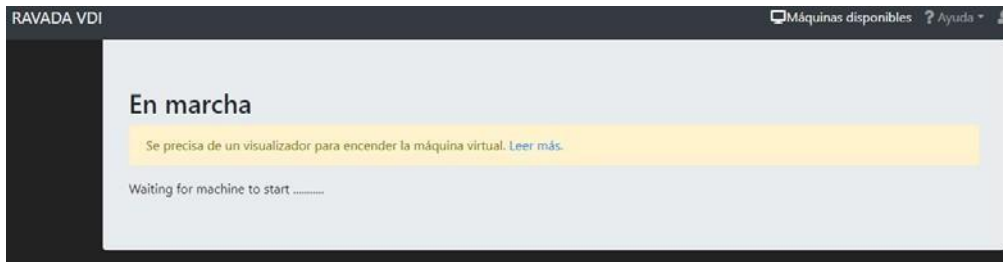 RAVADA VDI
Máquinas disponibles ? Ayuda
En marcha
Se precisa de un visualizador para encender la máquina virtual. Leer más.
Waiting for machine to start ..........